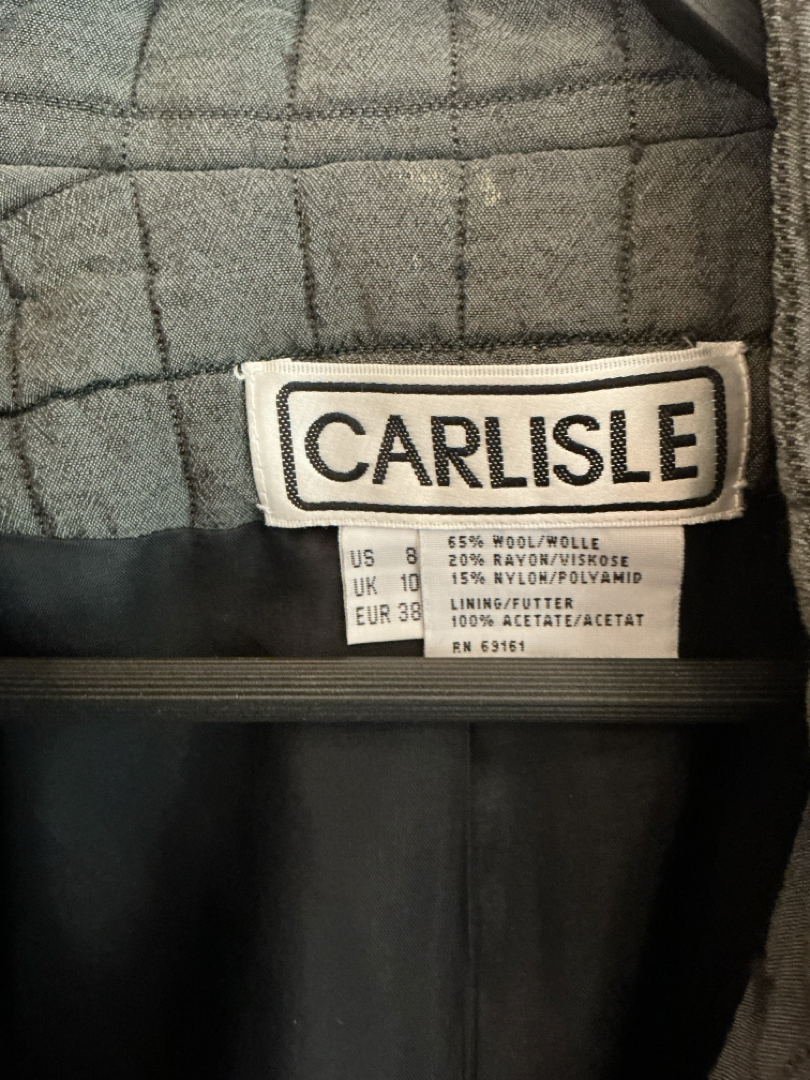 CARLISLE
US 8
UK 10
EUR 38
65% WOOL/WOLLE
20% RAYON/VISKOSE
15% NYLON/POLYAMID
LINING/FUTTER
100% ACETATE/ACETAT
RN 69161